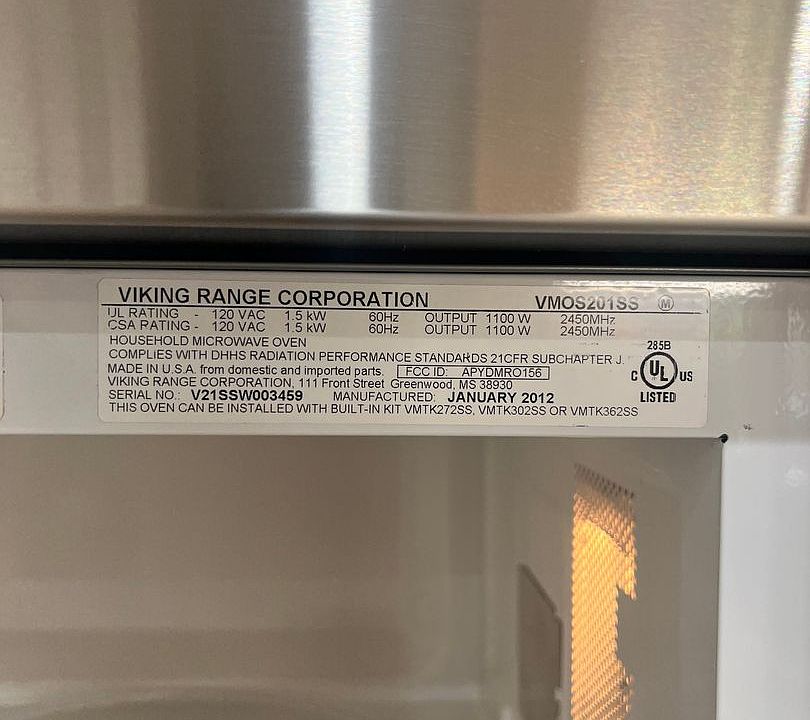 VIKING RANGE CORPORATION VMOS201SS M
UL RATING - 120 VAC 1.5 kW 60Hz OUTPUT 1100 W 2450MHz
CSA RATING - 120 VAC 1.5 kW 60Hz OUTPUT 1100 W 2450MHz
HOUSEHOLD MICROWAVE OVEN
COMPLIES WITH DHHS RADIATION PERFORMANCE STANDARDS 21CFR SUBCHAPTER J.
MADE IN U.S.A. from domestic and imported parts. FCC ID: APYDMRO156
VIKING RANGE CORPORATION, 111 Front Street Greenwood, MS 38930
SERIAL NO.: V21SSW003459 MANUFACTURED: JANUARY 2012
THIS OVEN CAN BE INSTALLED WITH BUILT-IN KIT VMTK272SS, VMTK302SS OR VMTK362SS
285B
C UL US
LISTED